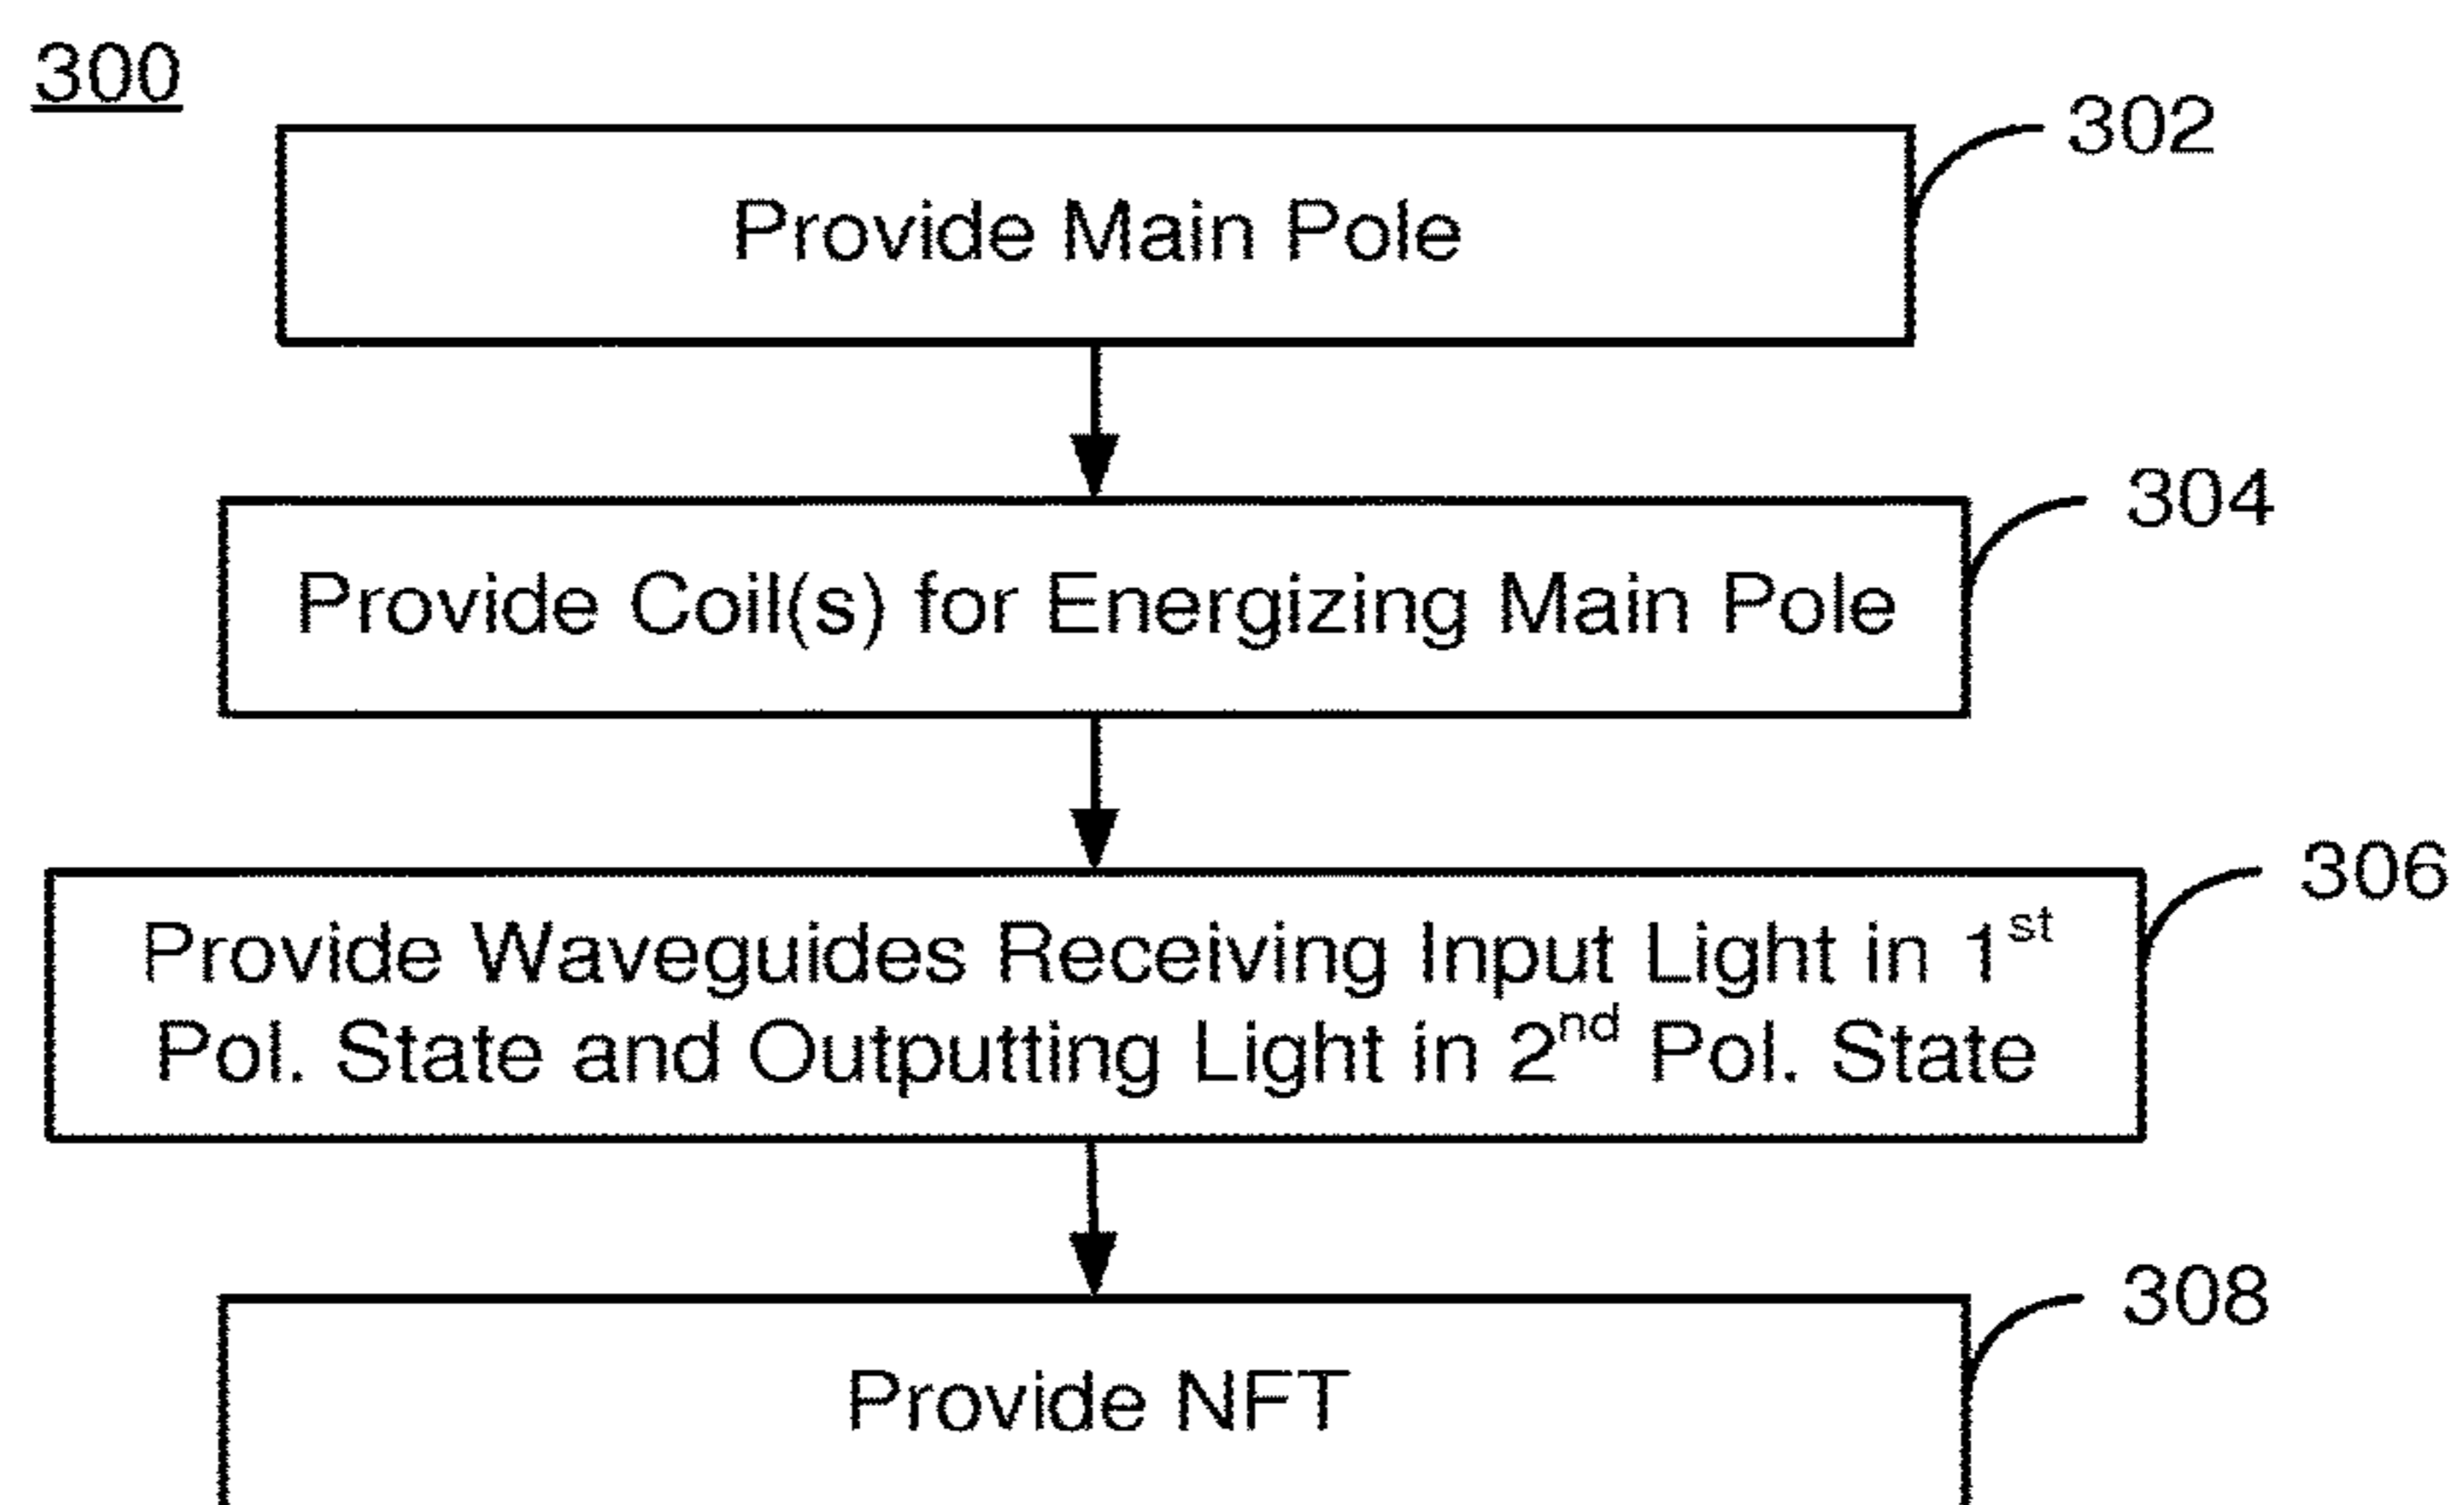 300
302
Provide Main Pole
304
Provide Coil(s) for Energizing Main Pole
306
Provide Waveguides Receiving Input Light in 1st
Pol. State and Outputting Light in 2nd Pol. State
308
Provide NFT